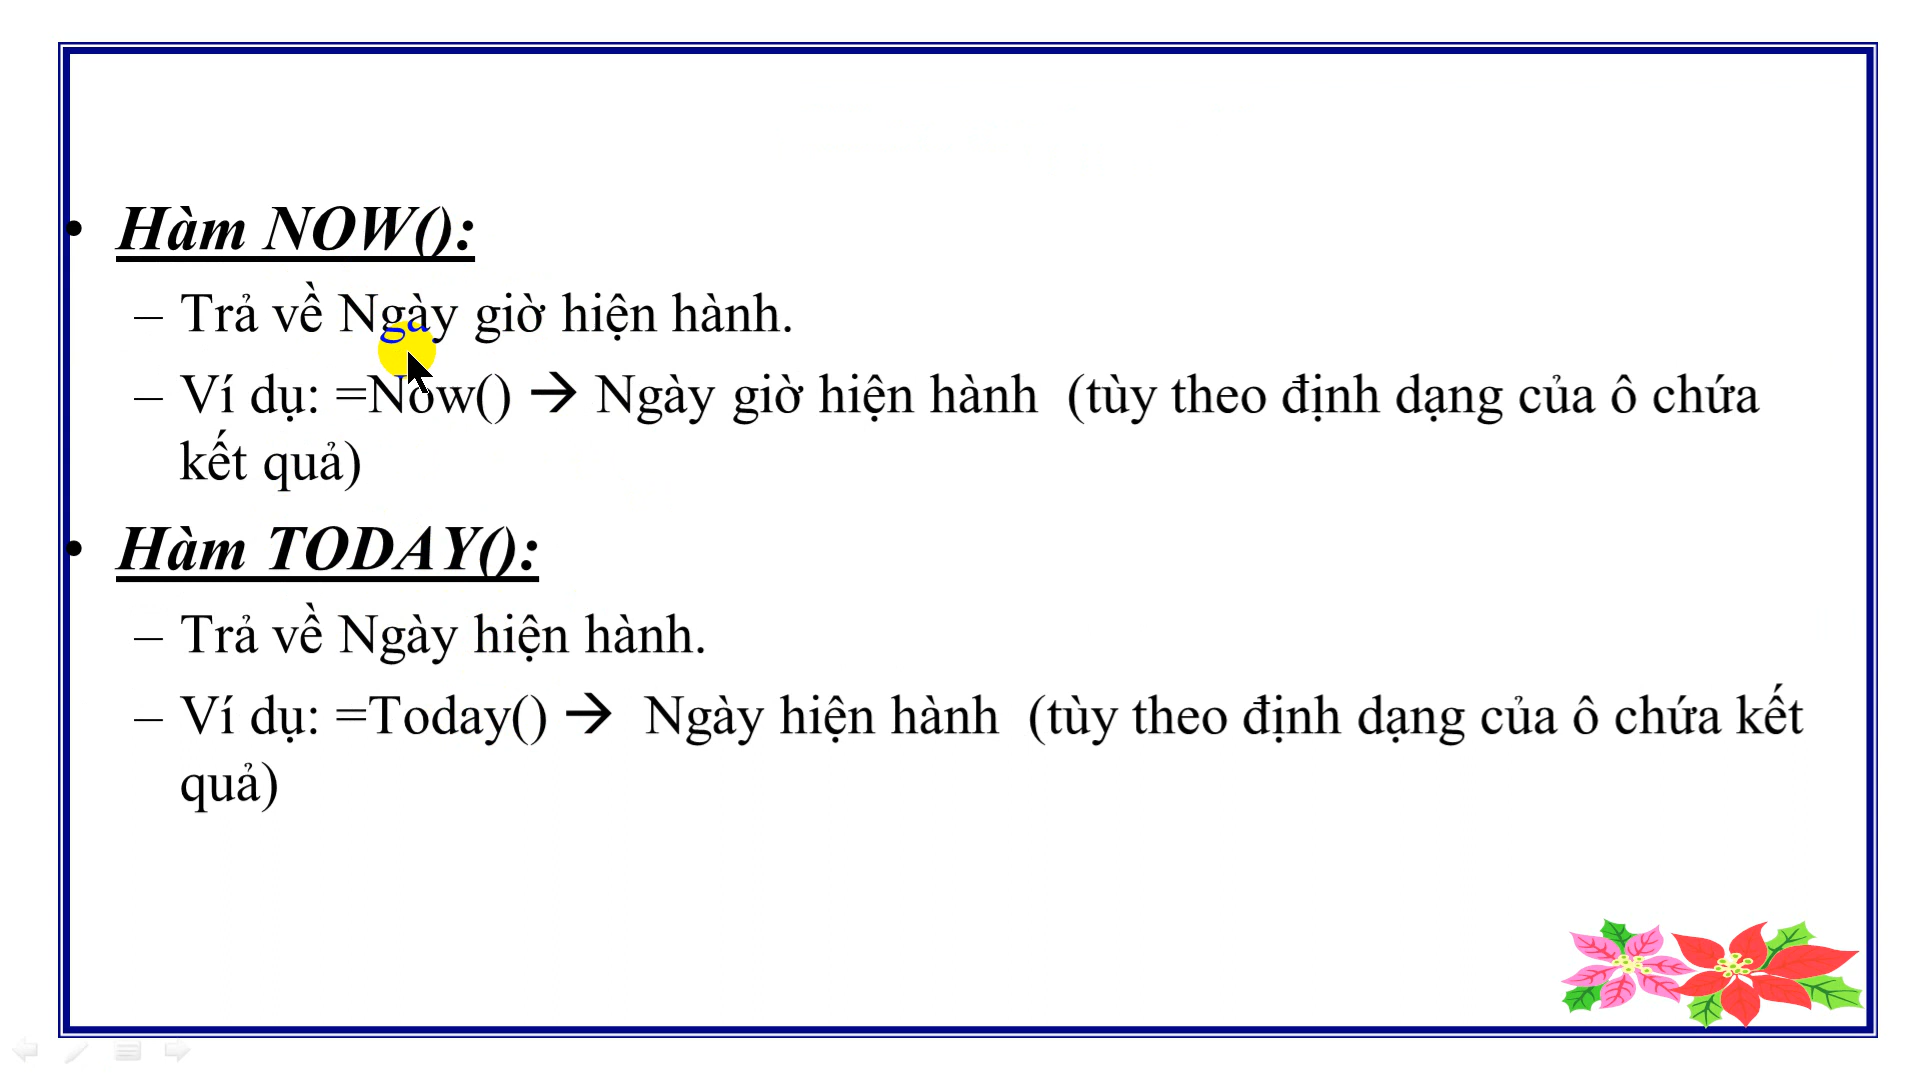 • Hàm NOW():
– Trả về Ngày giờ hiện hành.
– Ví dụ: =Now() → Ngày giờ hiện hành (tùy theo định dạng của ô chứa
kết quả)
• Hàm TODAY():
– Trả về Ngày hiện hành.
– Ví dụ: =Today() → Ngày hiện hành (tùy theo định dạng của ô chứa kết
quả)